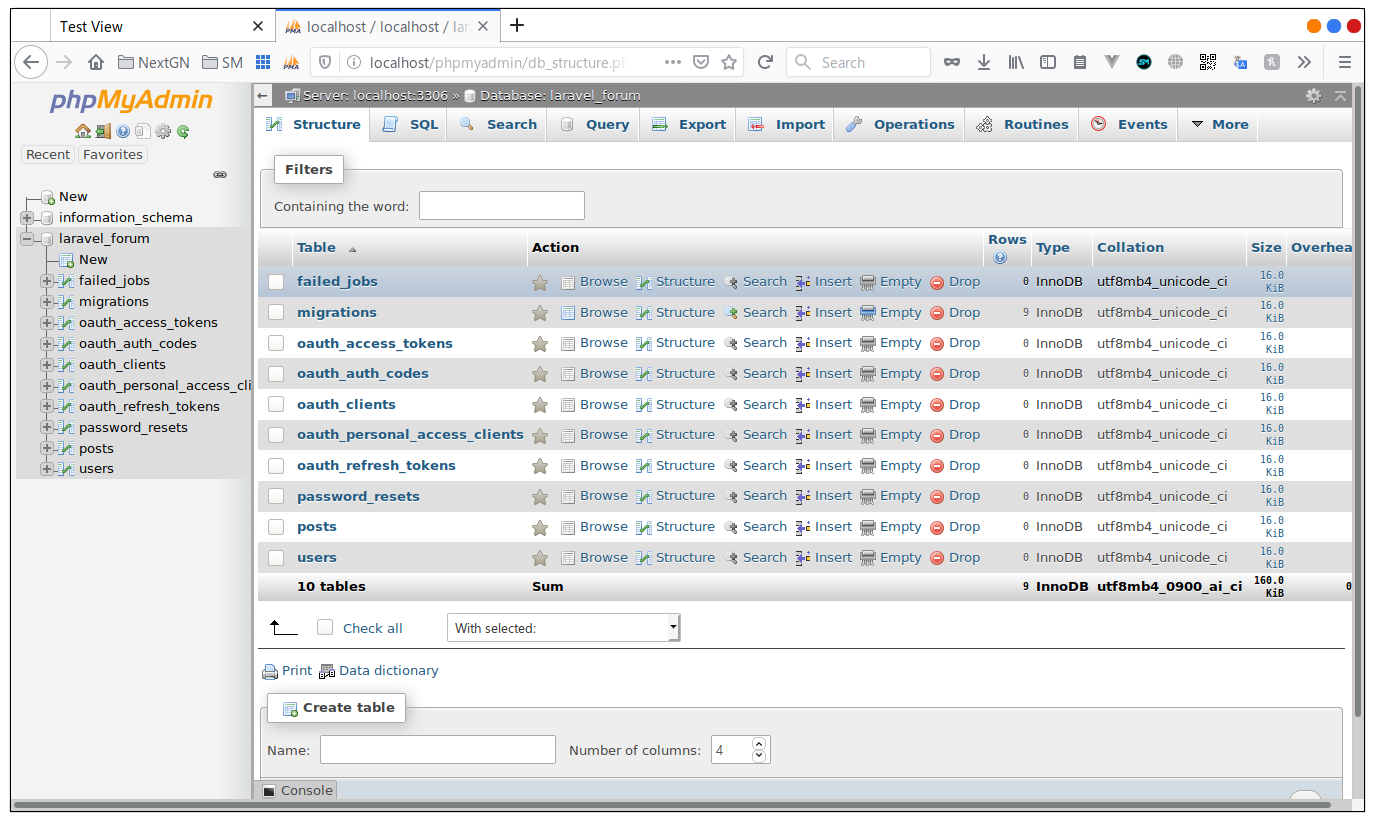 Test View
localhost / localhost / lar
NextGN SM localhost/phpmyadmin/db_structure.ph Search
phpMyAdmin
Recent Favorites
New
information_schema
laravel_forum
New
failed_jobs
migrations
oauth_access_tokens
oauth_auth_codes
oauth_clients
oauth_personal_access_cli
oauth_refresh_tokens
password_resets
posts
users
Server: localhost:3306 » Database: laravel_forum
Structure SQL Search Query Export Import Operations Routines Events More
Filters
Containing the word:
Table Action Rows Type Collation Size Overhea
failed_jobs Browse Structure Search Insert Empty Drop 0 InnoDB utf8mb4_unicode_ci 16.0 KiB
migrations Browse Structure Search Insert Empty Drop 9 InnoDB utf8mb4_unicode_ci 16.0 KiB
oauth_access_tokens Browse Structure Search Insert Empty Drop 0 InnoDB utf8mb4_unicode_ci 16.0 KiB
oauth_auth_codes Browse Structure Search Insert Empty Drop 0 InnoDB utf8mb4_unicode_ci 16.0 KiB
oauth_clients Browse Structure Search Insert Empty Drop 0 InnoDB utf8mb4_unicode_ci 16.0 KiB
oauth_personal_access_clients Browse Structure Search Insert Empty Drop 0 InnoDB utf8mb4_unicode_ci 16.0 KiB
oauth_refresh_tokens Browse Structure Search Insert Empty Drop 0 InnoDB utf8mb4_unicode_ci 16.0 KiB
password_resets Browse Structure Search Insert Empty Drop 0 InnoDB utf8mb4_unicode_ci 16.0 KiB
posts Browse Structure Search Insert Empty Drop 0 InnoDB utf8mb4_unicode_ci 16.0 KiB
users Browse Structure Search Insert Empty Drop 0 InnoDB utf8mb4_unicode_ci 16.0 KiB
10 tables Sum 9 InnoDB utf8mb4_0900_ai_ci 160.0 KiB 0
Check all With selected:
Print Data dictionary
Create table
Name: Number of columns: 4
Console